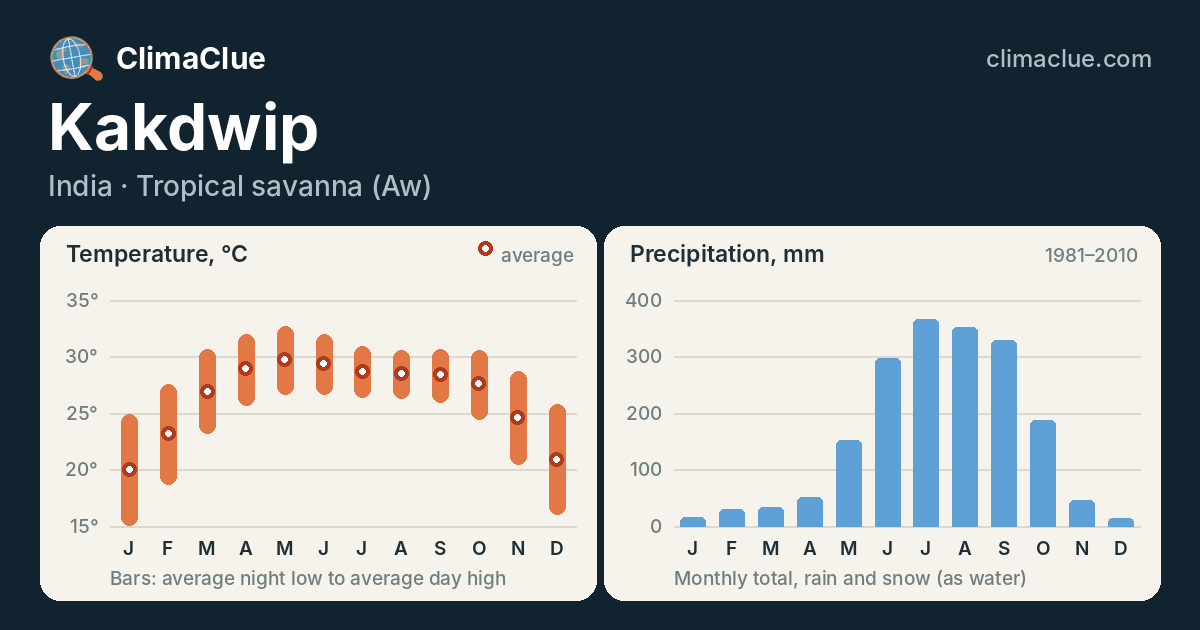 ClimaClue
climaclue.com
Kakdwip
India · Tropical savanna (Aw)
Temperature, °C
average
35°
30°
25°
20°
15°
J F M A M J J A S O N D
Bars: average night low to average day high
Precipitation, mm
1981–2010
400
300
200
100
0
J F M A M J J A S O N D
Monthly total, rain and snow (as water)